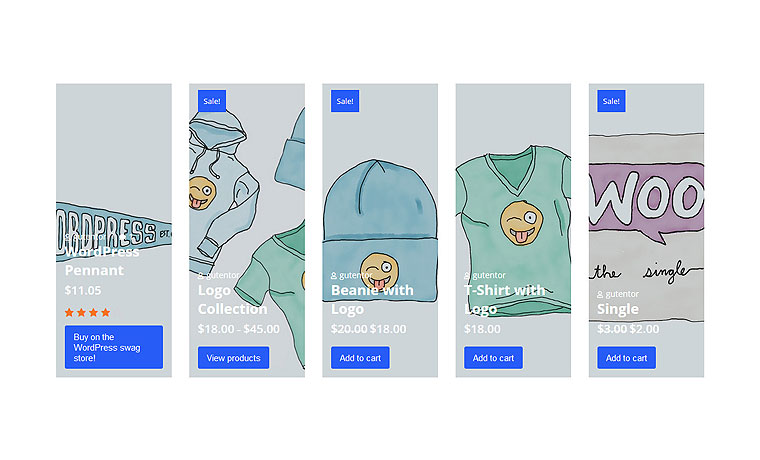 WORDPRESS
WordPress
Pennant
$11.05
Buy on the
WordPress swag
store!
Sale!
gutentor
Logo
Collection
$18.00 - $45.00
View products
Sale!
gutentor
Beanie with
Logo
$20.00 $18.00
Add to cart
gutentor
T-Shirt with
Logo
$18.00
Add to cart
Sale!
WOO
the single
gutentor
Single
$3.00 $2.00
Add to cart